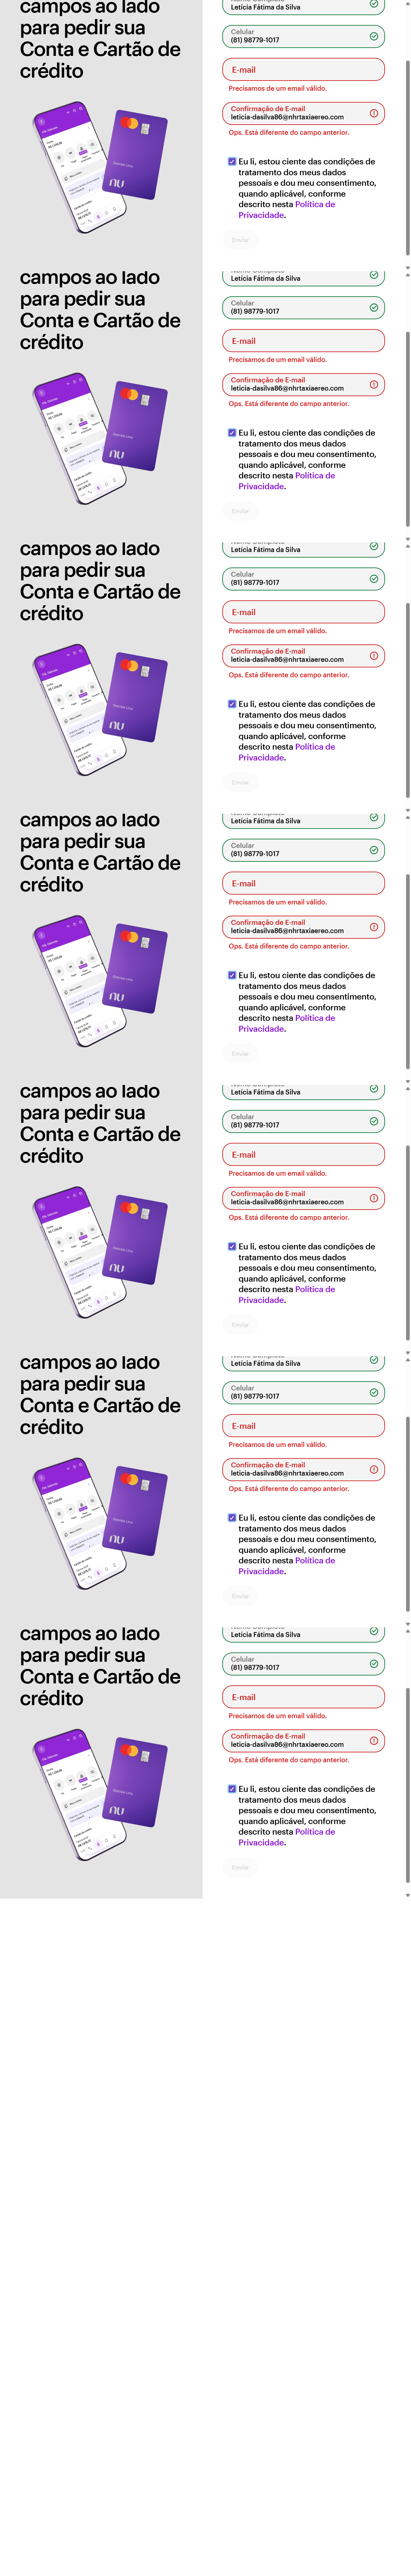 campos ao lado
para pedir sua
Conta e Cartão de
crédito
nu
Letícia Fátima da Silva
Celular
(81) 98779-1017
E-mail
Precisamos de um email válido.
Confirmação de E-mail
leticia-dasilva86@nhrtaxiaereo.com
Ops. Está diferente do campo anterior.
Eu li, estou ciente das condições de
tratamento dos meus dados
pessoais e dou meu consentimento,
quando aplicável, conforme
descrito nesta Política de
Privacidade.
Enviar
campos ao lado
para pedir sua
Conta e Cartão de
crédito
nu
Letícia Fátima da Silva
Celular
(81) 98779-1017
E-mail
Precisamos de um email válido.
Confirmação de E-mail
leticia-dasilva86@nhrtaxiaereo.com
Ops. Está diferente do campo anterior.
Eu li, estou ciente das condições de
tratamento dos meus dados
pessoais e dou meu consentimento,
quando aplicável, conforme
descrito nesta Política de
Privacidade.
Enviar
campos ao lado
para pedir sua
Conta e Cartão de
crédito
nu
Letícia Fátima da Silva
Celular
(81) 98779-1017
E-mail
Precisamos de um email válido.
Confirmação de E-mail
leticia-dasilva86@nhrtaxiaereo.com
Ops. Está diferente do campo anterior.
Eu li, estou ciente das condições de
tratamento dos meus dados
pessoais e dou meu consentimento,
quando aplicável, conforme
descrito nesta Política de
Privacidade.
Enviar
campos ao lado
para pedir sua
Conta e Cartão de
crédito
nu
Letícia Fátima da Silva
Celular
(81) 98779-1017
E-mail
Precisamos de um email válido.
Confirmação de E-mail
leticia-dasilva86@nhrtaxiaereo.com
Ops. Está diferente do campo anterior.
Eu li, estou ciente das condições de
tratamento dos meus dados
pessoais e dou meu consentimento,
quando aplicável, conforme
descrito nesta Política de
Privacidade.
Enviar
campos ao lado
para pedir sua
Conta e Cartão de
crédito
nu
Letícia Fátima da Silva
Celular
(81) 98779-1017
E-mail
Precisamos de um email válido.
Confirmação de E-mail
leticia-dasilva86@nhrtaxiaereo.com
Ops. Está diferente do campo anterior.
Eu li, estou ciente das condições de
tratamento dos meus dados
pessoais e dou meu consentimento,
quando aplicável, conforme
descrito nesta Política de
Privacidade.
Enviar
campos ao lado
para pedir sua
Conta e Cartão de
crédito
nu
Letícia Fátima da Silva
Celular
(81) 98779-1017
E-mail
Precisamos de um email válido.
Confirmação de E-mail
leticia-dasilva86@nhrtaxiaereo.com
Ops. Está diferente do campo anterior.
Eu li, estou ciente das condições de
tratamento dos meus dados
pessoais e dou meu consentimento,
quando aplicável, conforme
descrito nesta Política de
Privacidade.
Enviar
campos ao lado
para pedir sua
Conta e Cartão de
crédito
nu
Letícia Fátima da Silva
Celular
(81) 98779-1017
E-mail
Precisamos de um email válido.
Confirmação de E-mail
leticia-dasilva86@nhrtaxiaereo.com
Ops. Está diferente do campo anterior.
Eu li, estou ciente das condições de
tratamento dos meus dados
pessoais e dou meu consentimento,
quando aplicável, conforme
descrito nesta Política de
Privacidade.
Enviar